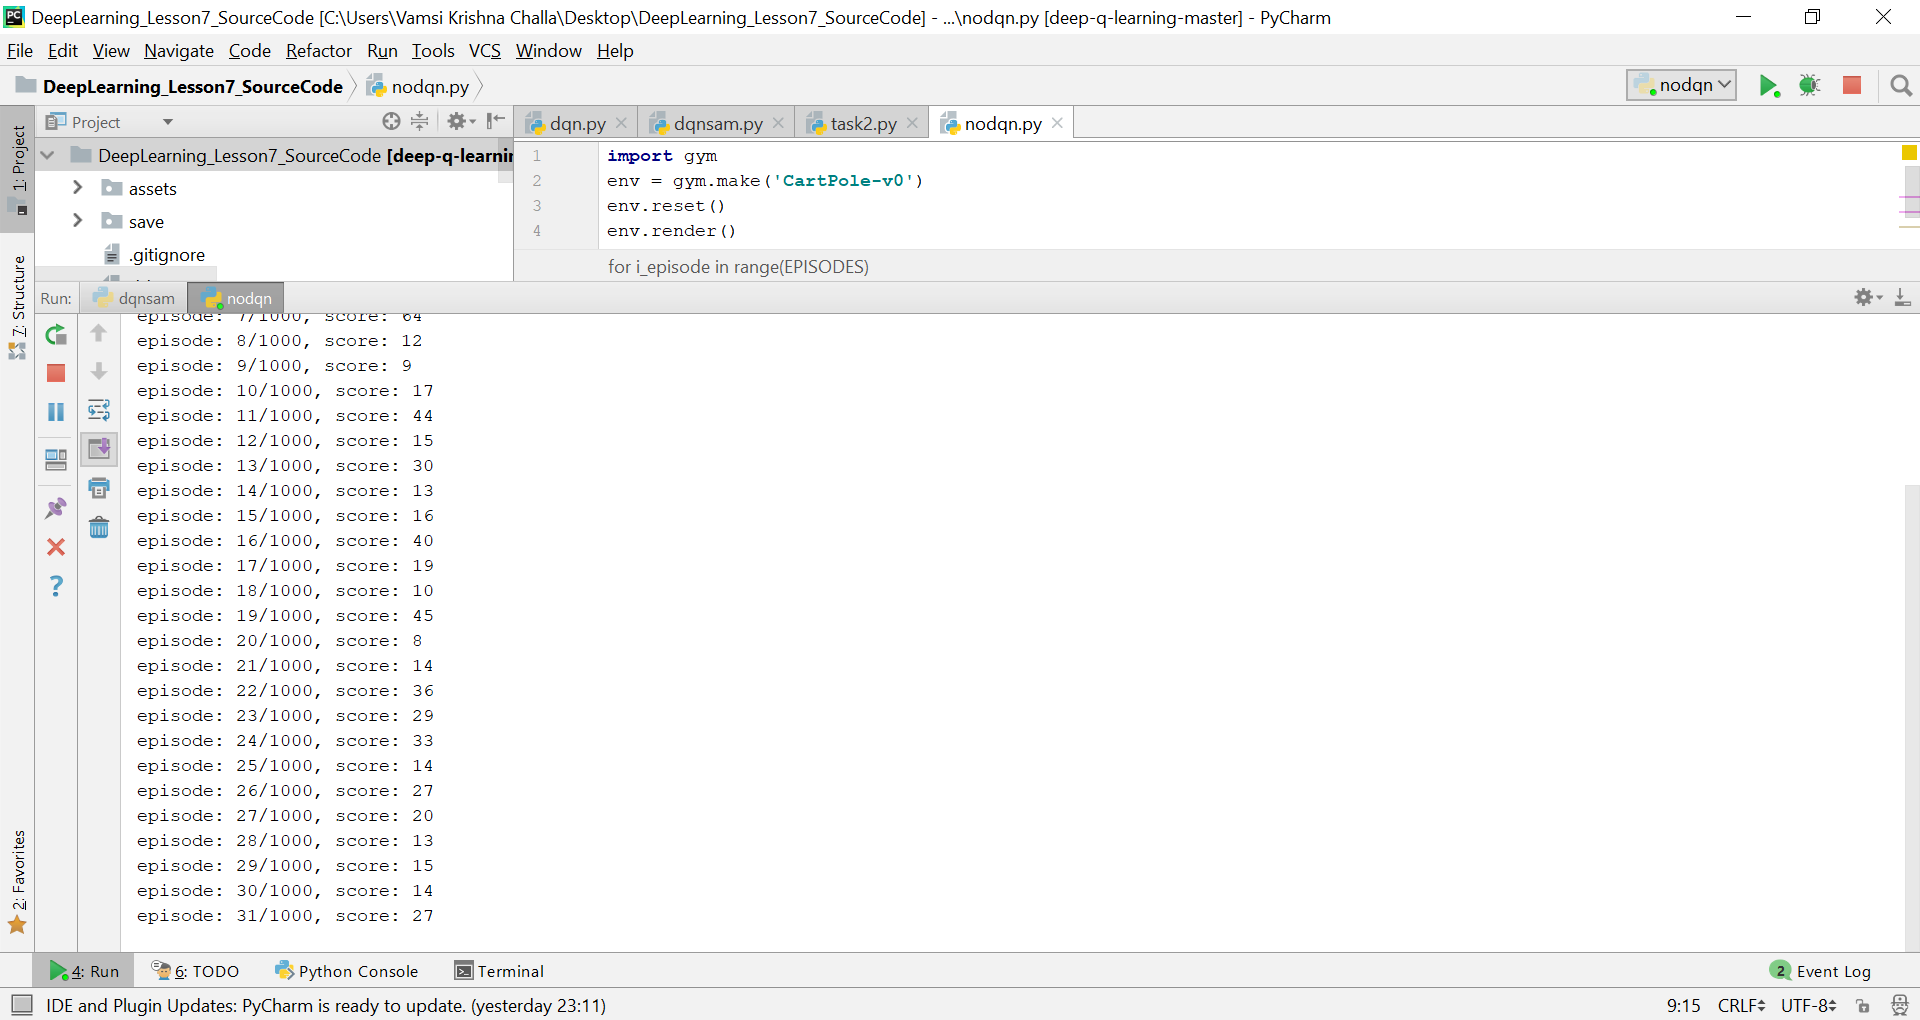 DeepLearning_Lesson7_SourceCode [C:\Users\Vamsi Krishna Challa\Desktop\DeepLearning_Lesson7_SourceCode] - ...\nodqn.py [deep-q-learning-master] - PyCharm
File Edit View Navigate Code Refactor Run Tools VCS Window Help
DeepLearning_Lesson7_SourceCode nodqn.py nodqn
1: Project
7: Structure
2: Favorites
Project
DeepLearning_Lesson7_SourceCode [deep-q-learnin
assets
save
.gitignore
dqn.py dqnsam.py task2.py nodqn.py
1 import gym
2 env = gym.make('CartPole-v0')
3 env.reset()
4 env.render()
for i_episode in range(EPISODES)
Run: dqnsam nodqn
episode: 7/1000, score: 64
episode: 8/1000, score: 12
episode: 9/1000, score: 9
episode: 10/1000, score: 17
episode: 11/1000, score: 44
episode: 12/1000, score: 15
episode: 13/1000, score: 30
episode: 14/1000, score: 13
episode: 15/1000, score: 16
episode: 16/1000, score: 40
episode: 17/1000, score: 19
episode: 18/1000, score: 10
episode: 19/1000, score: 45
episode: 20/1000, score: 8
episode: 21/1000, score: 14
episode: 22/1000, score: 36
episode: 23/1000, score: 29
episode: 24/1000, score: 33
episode: 25/1000, score: 14
episode: 26/1000, score: 27
episode: 27/1000, score: 20
episode: 28/1000, score: 13
episode: 29/1000, score: 15
episode: 30/1000, score: 14
episode: 31/1000, score: 27
4: Run 6: TODO Python Console Terminal 2 Event Log
IDE and Plugin Updates: PyCharm is ready to update. (yesterday 23:11) 9:15 CRLF UTF-8